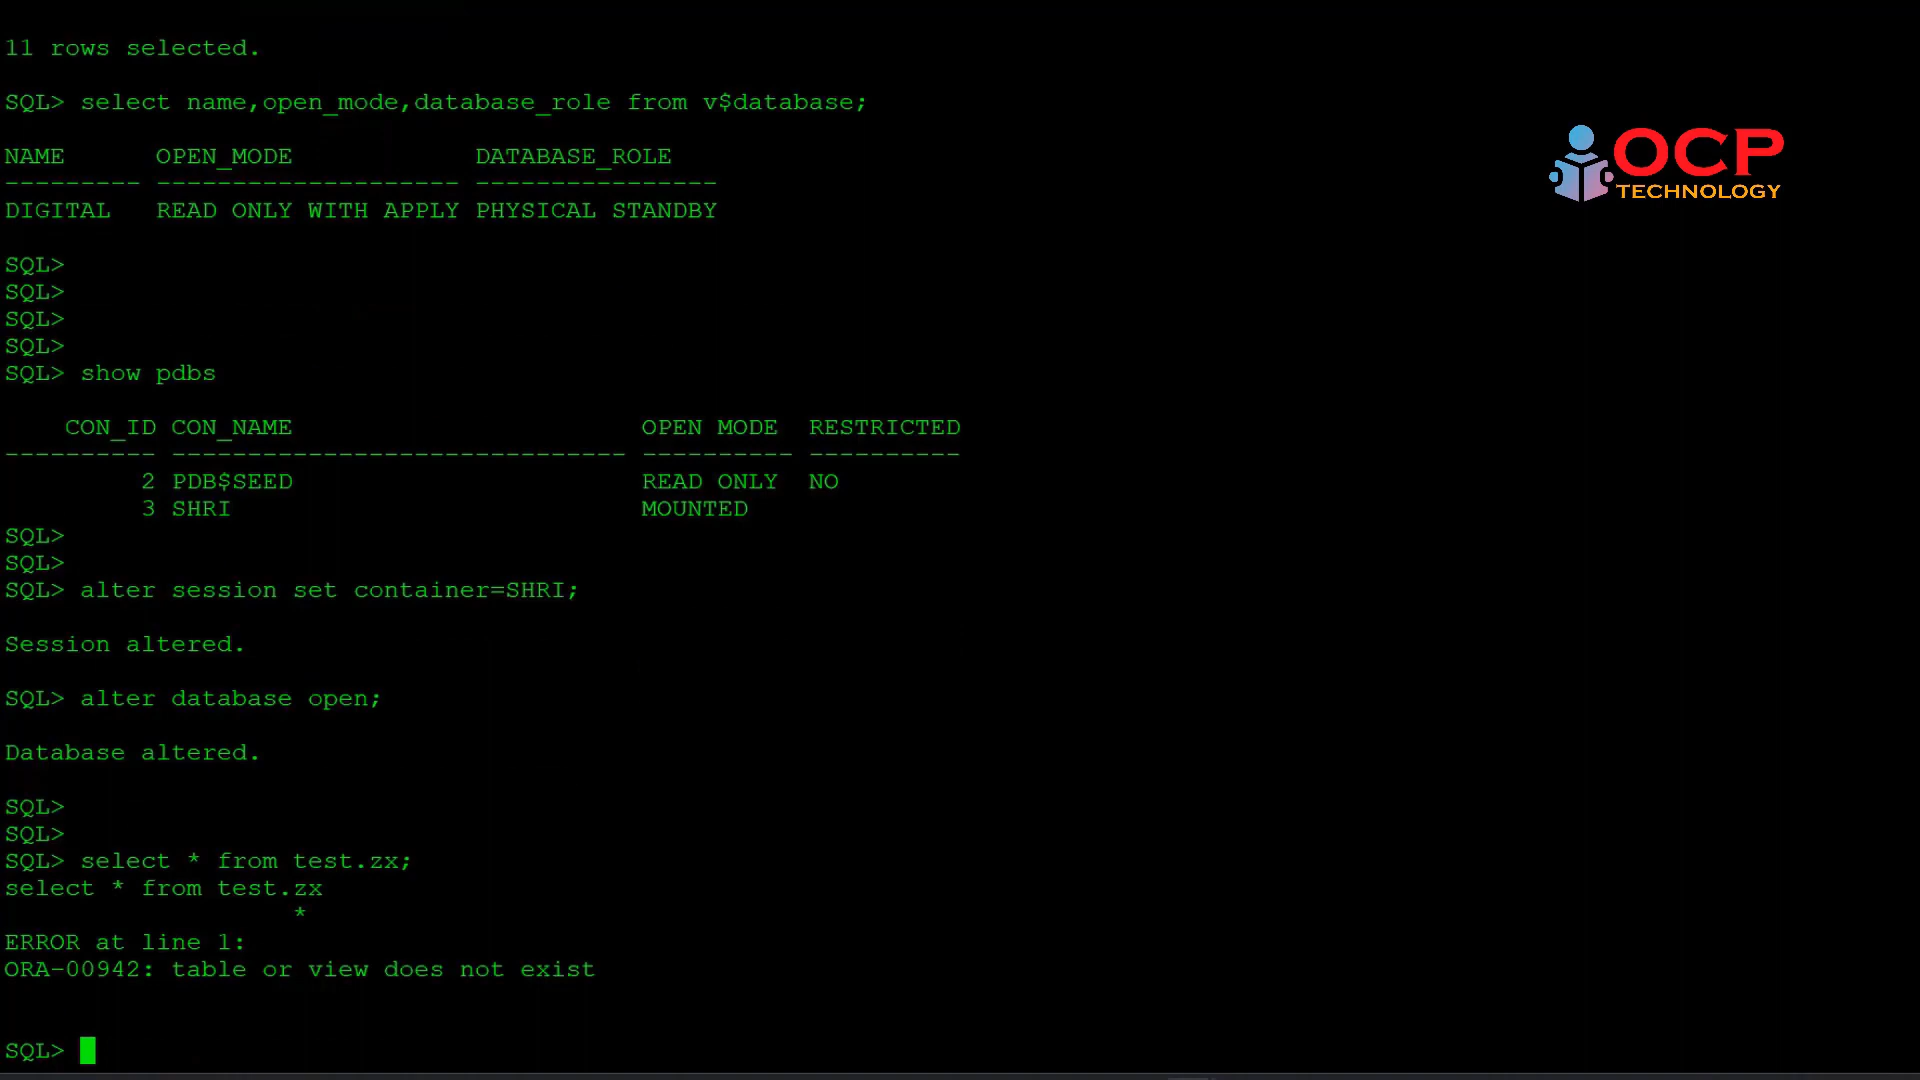 11 rows selected.
SQL> select name,open_mode,database_role from v$database;
NAME      OPEN_MODE            DATABASE_ROLE
--------- -------------------- ----------------
DIGITAL   READ ONLY WITH APPLY PHYSICAL STANDBY
SQL>
SQL>
SQL>
SQL>
SQL> show pdbs
    CON_ID CON_NAME                       OPEN MODE  RESTRICTED
---------- ------------------------------ ---------- ----------
         2 PDB$SEED                       READ ONLY  NO
         3 SHRI                           MOUNTED
SQL>
SQL>
SQL> alter session set container=SHRI;
Session altered.
SQL> alter database open;
Database altered.
SQL>
SQL>
SQL> select * from test.zx;
select * from test.zx
                   *
ERROR at line 1:
ORA-00942: table or view does not exist
SQL>
OCP
TECHNOLOGY